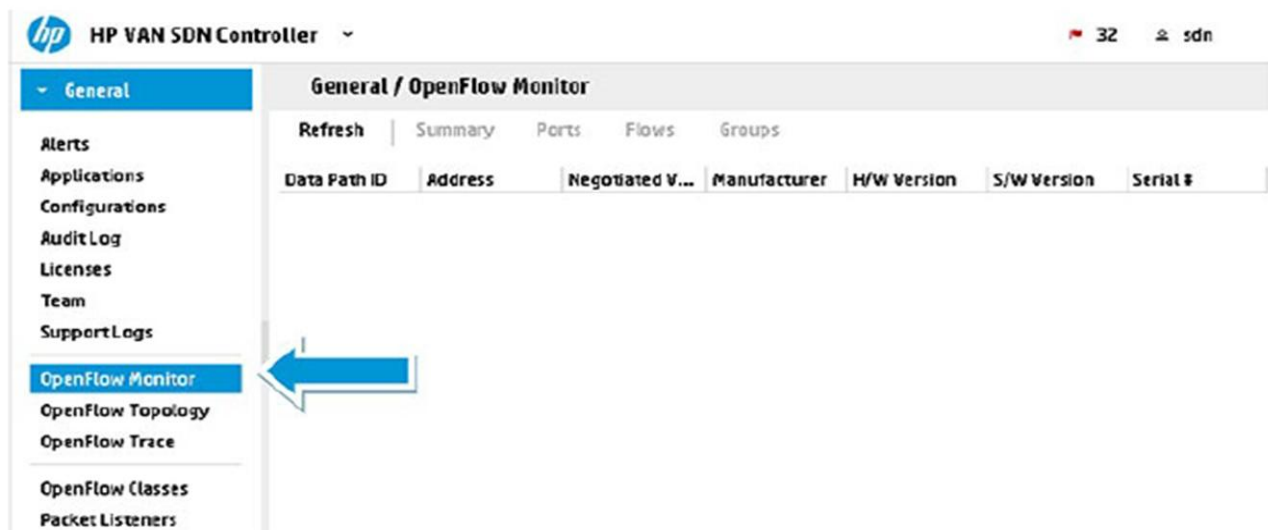 hp HP VAN SDN Controller 32 sdn
General
General / OpenFlow Monitor
Refresh Summary Ports Flows Groups
Data Path ID Address Negotiated V... Manufacturer H/W Version S/W Version Serial #
Alerts
Applications
Configurations
Audit Log
Licenses
Team
Support Logs
OpenFlow Monitor
OpenFlow Topology
OpenFlow Trace
OpenFlow Classes
Packet Listeners